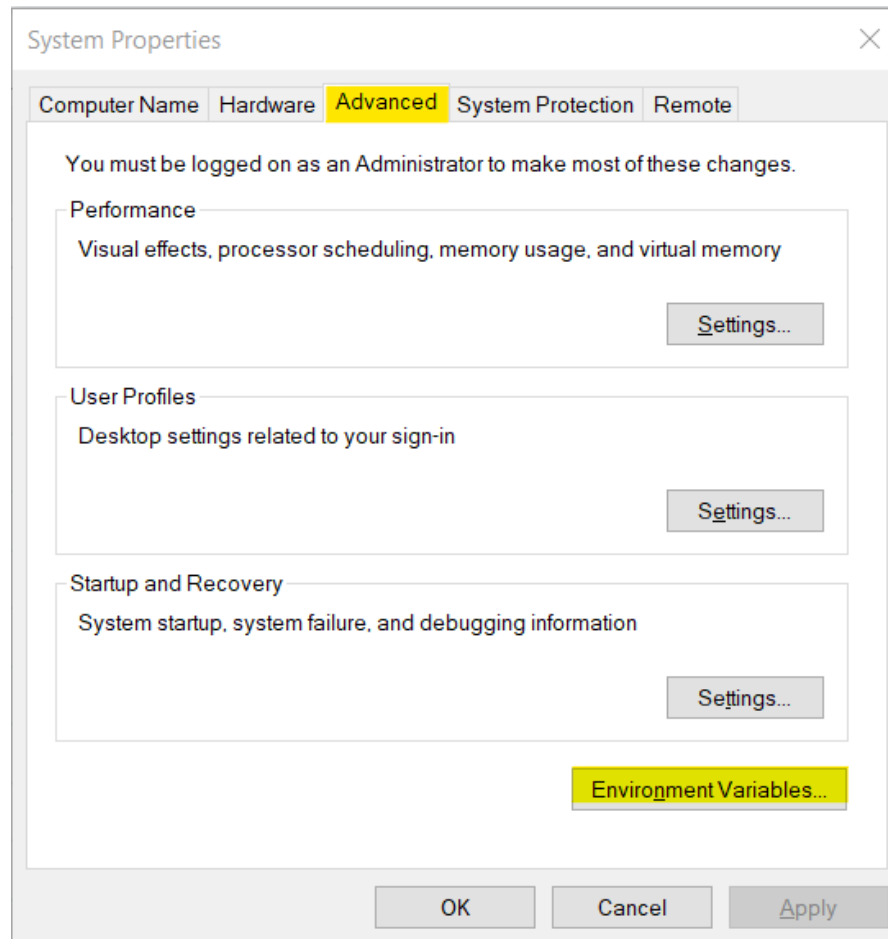 System Properties
Computer Name Hardware Advanced System Protection Remote
You must be logged on as an Administrator to make most of these changes.
Performance
Visual effects, processor scheduling, memory usage, and virtual memory
Settings...
User Profiles
Desktop settings related to your sign-in
Settings...
Startup and Recovery
System startup, system failure, and debugging information
Settings...
Environment Variables...
OK Cancel Apply